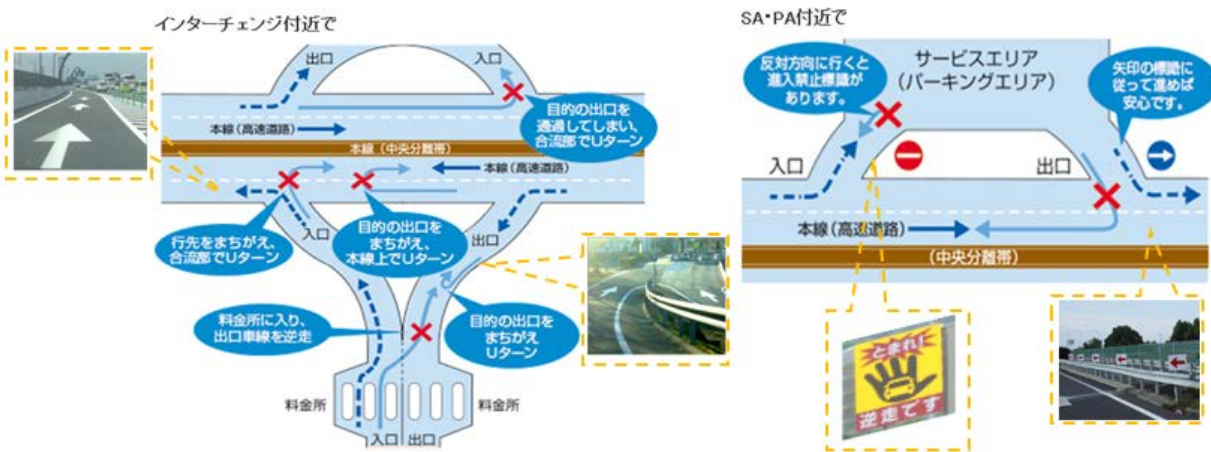 インターチェンジ付近で
出口
入口
目的の出口を
通過してしまい、
合流部でUターン
本線(高速道路)
本線(中央分離帯)
本線(高速道路)
行先をまちがえ、
合流部でUターン
入口
目的の出口を
まちがえ、
本線上でUターン
出口
料金所に入り、
出口車線を逆走
目的の出口を
まちがえ
Uターン
料金所
料金所
入口
出口
SA・PA付近で
反対方向に行くと
進入禁止標識が
あります。
サービスエリア
(パーキングエリア)
矢印の標識に
従って進めば
安心です。
入口
出口
本線(高速道路)
(中央分離帯)
とまれ!
逆走です